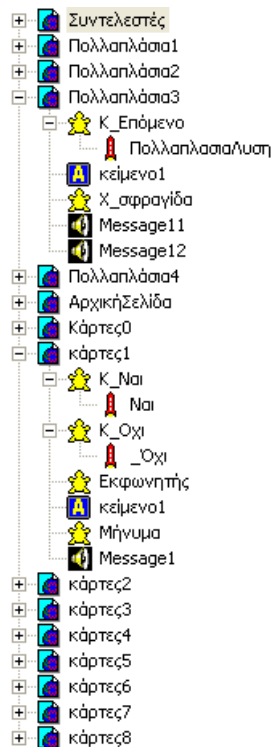 Συντελεστές
Πολλαπλάσια1
Πολλαπλάσια2
Πολλαπλάσια3
Κ_Επόμενο
ΠολλαπλασιαΛυση
A κείμενο1
Χ_σφραγίδα
Message11
Message12
Πολλαπλάσια4
ΑρχικήΣελίδα
Κάρτες0
κάρτες1
Κ_Ναι
Ναι
Κ_Οχι
_Όχι
Εκφωνητής
A κείμενο1
Μήνυμα
Message1
κάρτες2
κάρτες3
κάρτες4
κάρτες5
κάρτες6
κάρτες7
κάρτες8